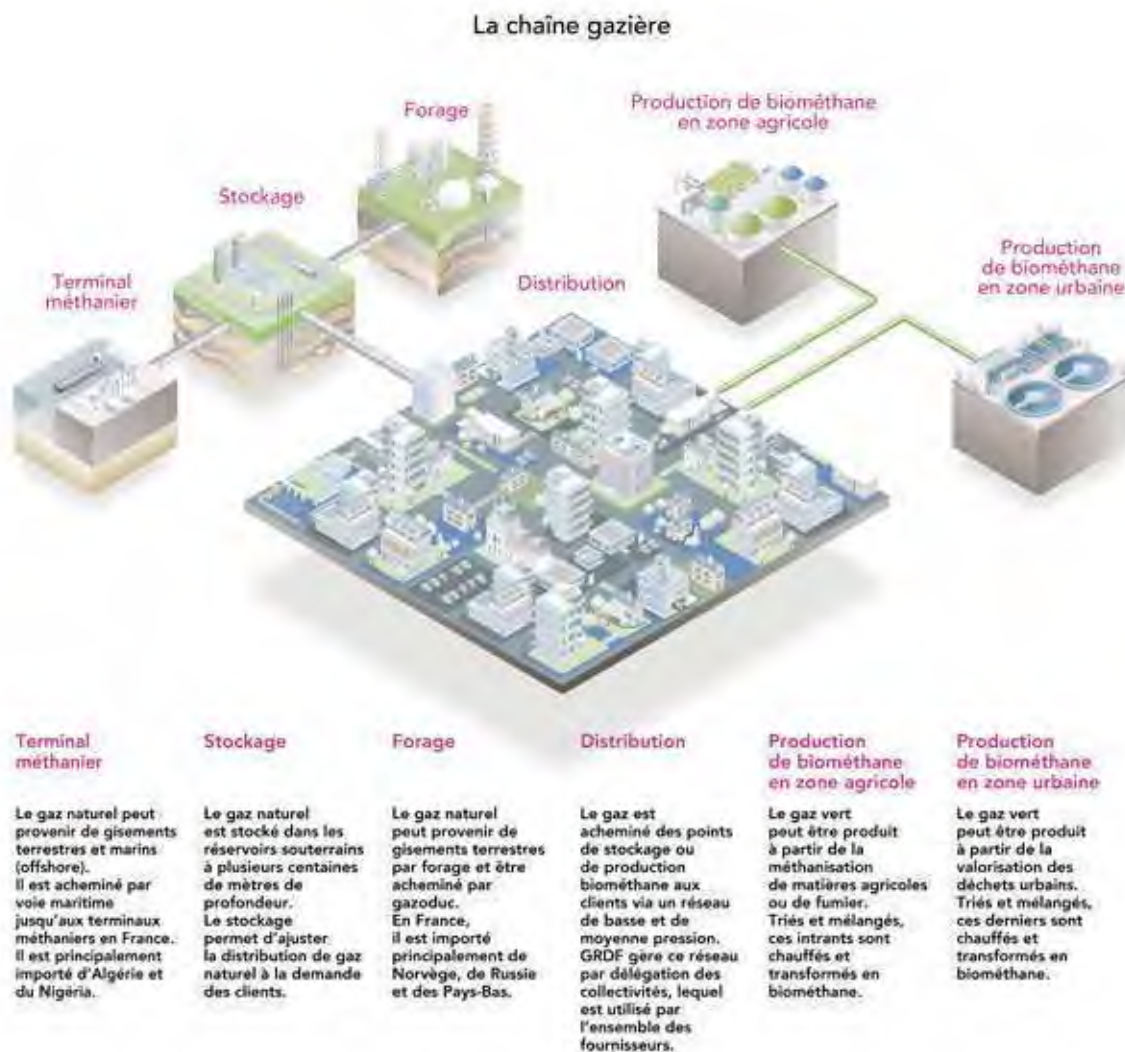 La chaîne gazière
Forage
Production de biométhane
en zone agricole
Stockage
Production
de biométhane
en zone urbaine
Terminal
méthanier
Distribution
Terminal
méthanier
Le gaz naturel peut
provenir de gisements
terrestres et marins
(offshore).
Il est acheminé par
voie maritime
jusqu'aux terminaux
méthaniers en France.
Il est principalement
importé d'Algérie et
du Nigéria.
Stockage
Le gaz naturel
est stocké dans les
réservoirs souterrains
à plusieurs centaines
de mètres de
profondeur.
Le stockage
permet d'ajuster
la distribution de gaz
naturel à la demande
des clients.
Forage
Le gaz naturel
peut provenir de
gisements terrestres
par forage et être
acheminé par
gazoduc.
En France,
il est importé
principalement de
Norvège, de Russie
et des Pays-Bas.
Distribution
Le gaz est
acheminé des points
de stockage ou
de production
biométhane aux
clients via un réseau
de basse et de
moyenne pression.
GRDF gère ce réseau
par délégation des
collectivités, lequel
est utilisé par
l'ensemble des
fournisseurs.
Production
de biométhane
en zone agricole
Le gaz vert
peut être produit
à partir de la
méthanisation
de matières agricoles
ou de fumier.
Triés et mélangés,
ces intrants sont
chauffés et
transformés en
biométhane.
Production
de biométhane
en zone urbaine
Le gaz vert
peut être produit
à partir de la
valorisation des
déchets urbains.
Triés et mélangés,
ces derniers sont
chauffés et
transformés en
biométhane.